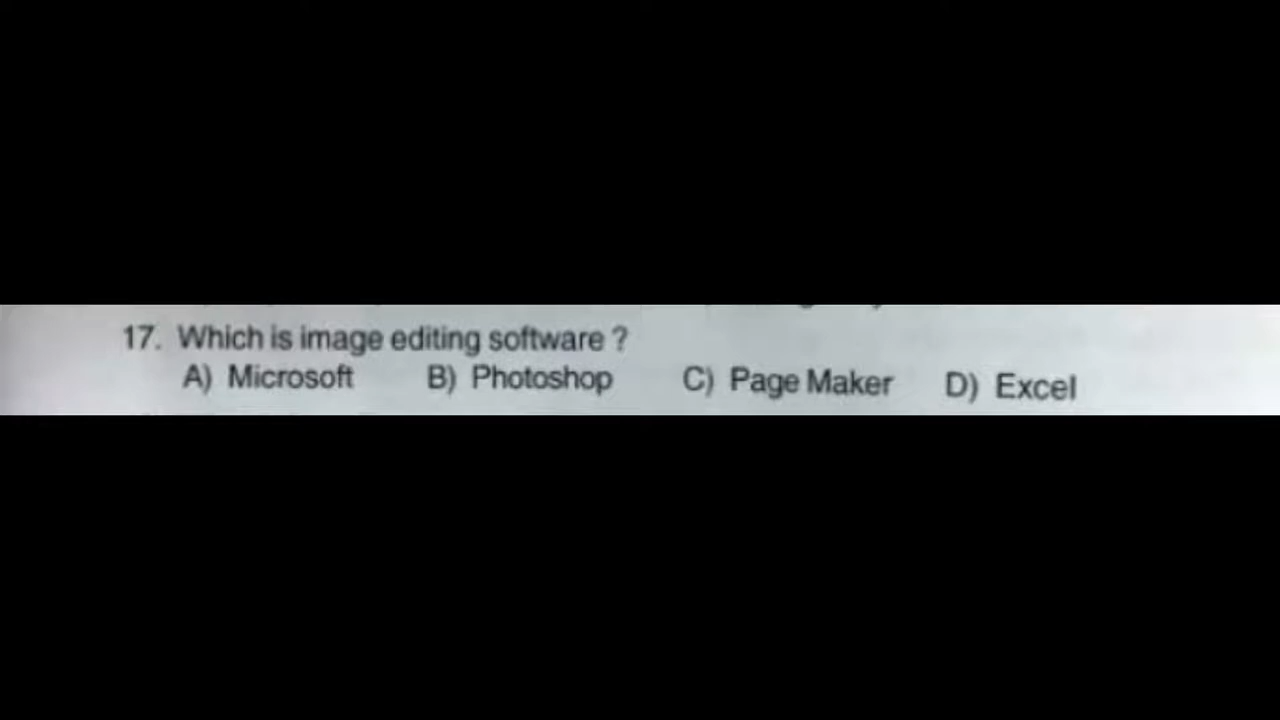 17. Which is image editing software ?
A) Microsoft B) Photoshop C) Page Maker D) Excel